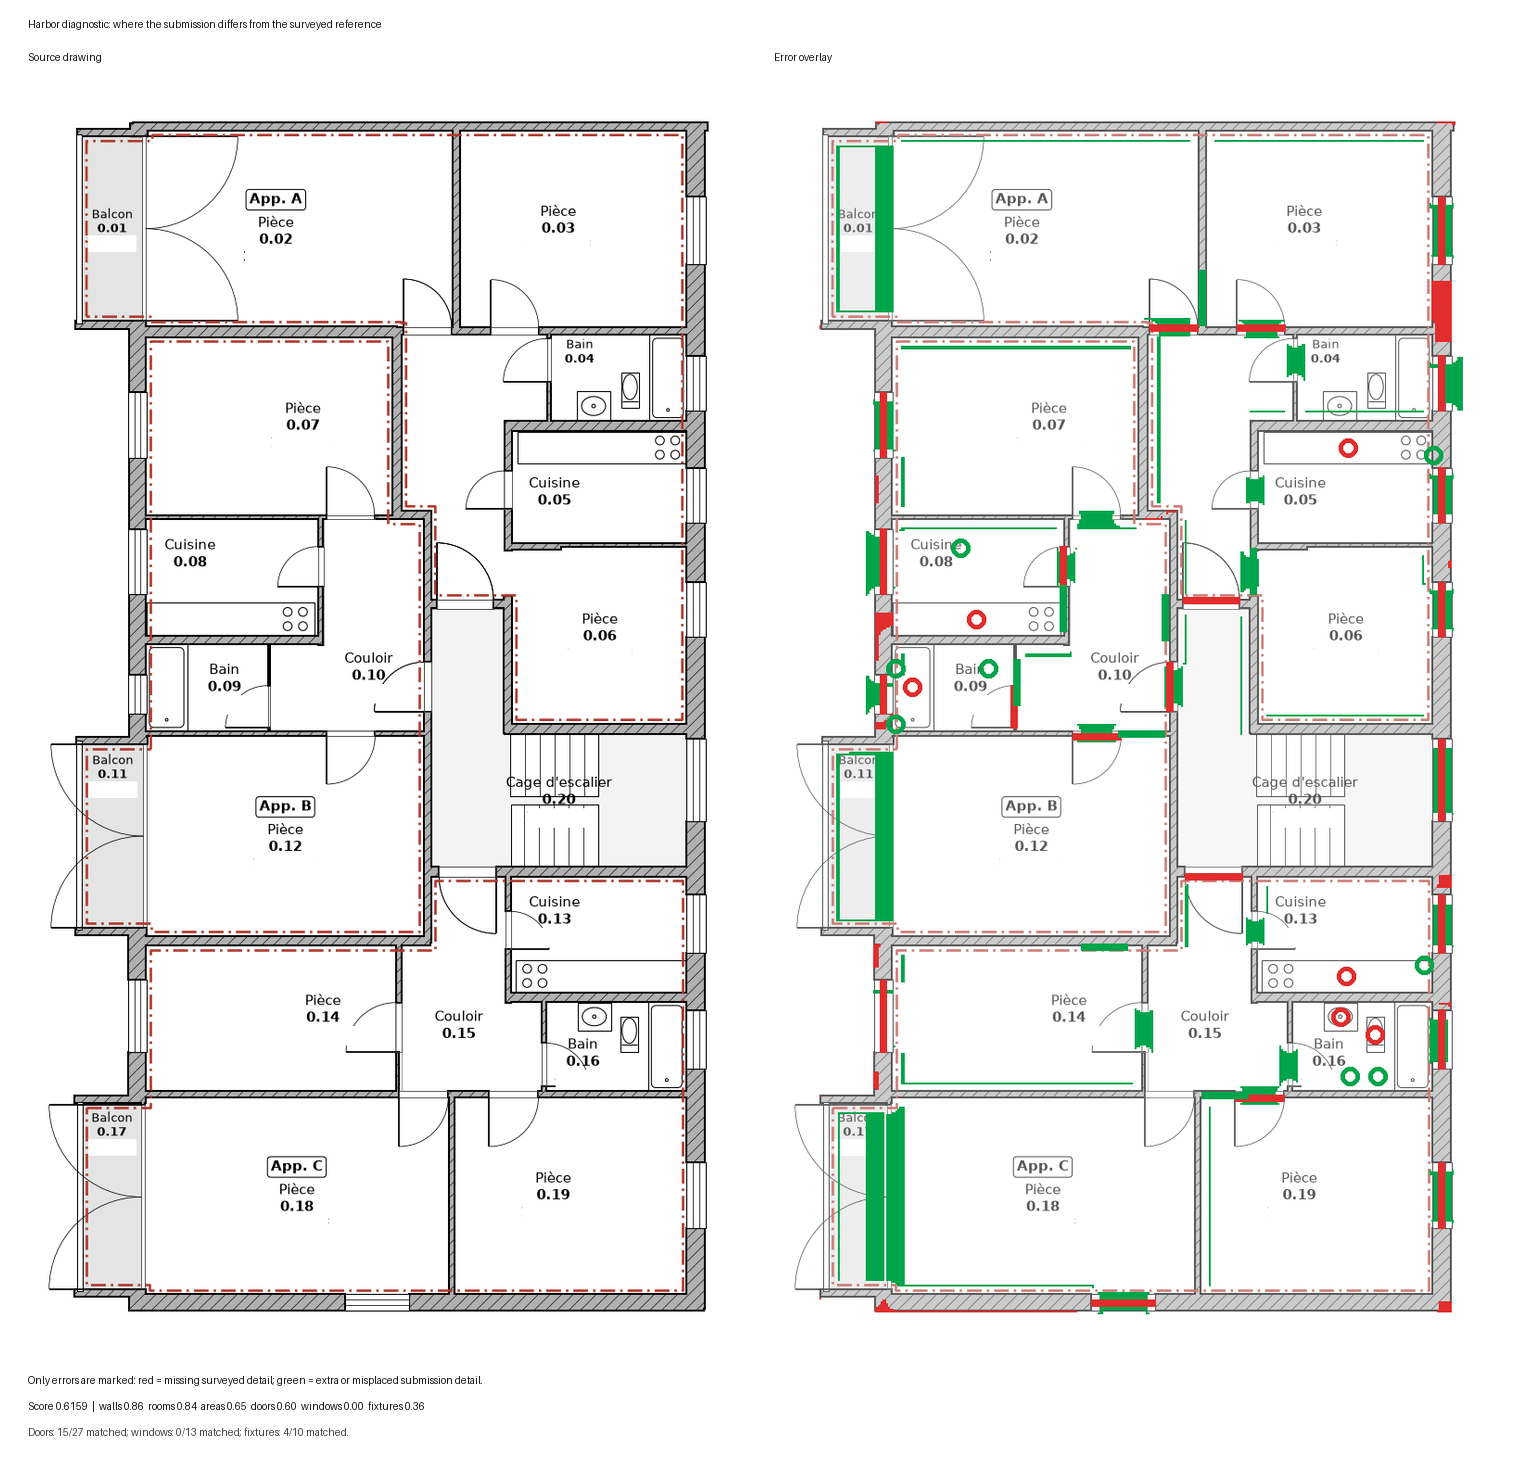 Harbor diagnostic: where the submission differs from the surveyed reference
Source drawing
Error overlay
App. A
Pièce
0.02
Balcon
0.01
Pièce
0.03
Bain
0.04
Pièce
0.07
Cuisine
0.05
Cuisine
0.08
Pièce
0.06
Couloir
0.10
Bain
0.09
Balcon
0.11
App. B
Pièce
0.12
Cage d'escalier
0.20
Cuisine
0.13
Pièce
0.14
Couloir
0.15
Bain
0.16
Balcon
0.17
App. C
Pièce
0.18
Pièce
0.19
App. A
Pièce
0.02
Balcon
0.01
Pièce
0.03
Bain
0.04
Pièce
0.07
Cuisine
0.05
Cuisine
0.08
Pièce
0.06
Couloir
0.10
Bain
0.09
Balcon
0.11
App. B
Pièce
0.12
Cage d'escalier
0.20
Cuisine
0.13
Pièce
0.14
Couloir
0.15
Bain
0.16
App. C
Pièce
0.18
Pièce
0.19
Only errors are marked: red = missing surveyed detail; green = extra or misplaced submission detail.
Score 0.6159 | walls 0.86 rooms 0.84 areas 0.65 doors 0.60 windows 0.00 fixtures 0.36
Doors: 15/27 matched; windows: 0/13 matched; fixtures: 4/10 matched.